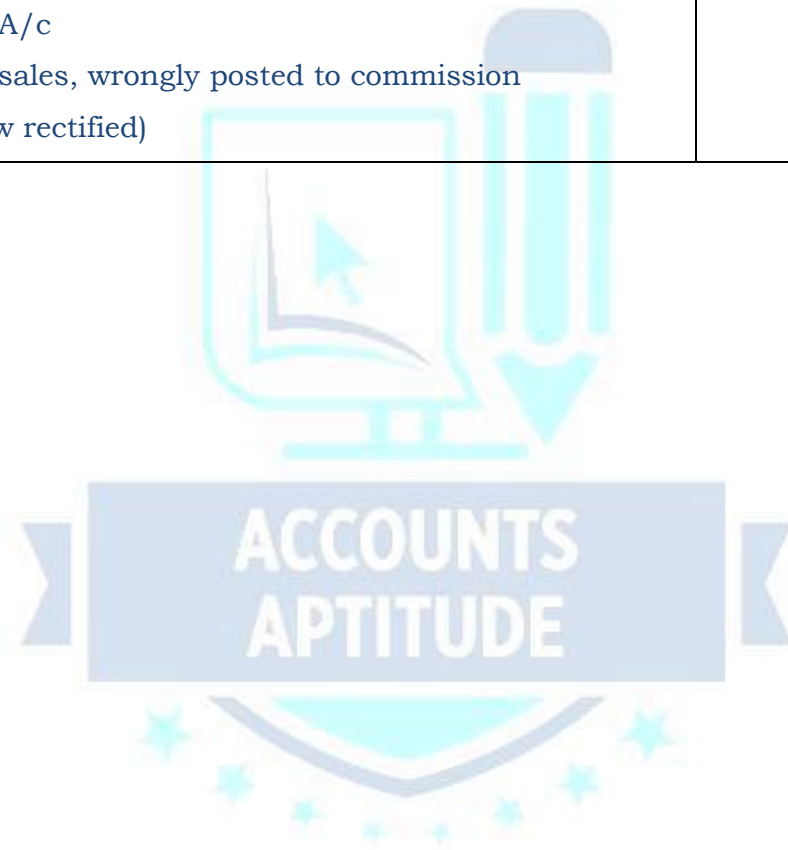 A/c
sales, wrongly posted to commission
w rectified)
ACCOUNTS
APTITUDE